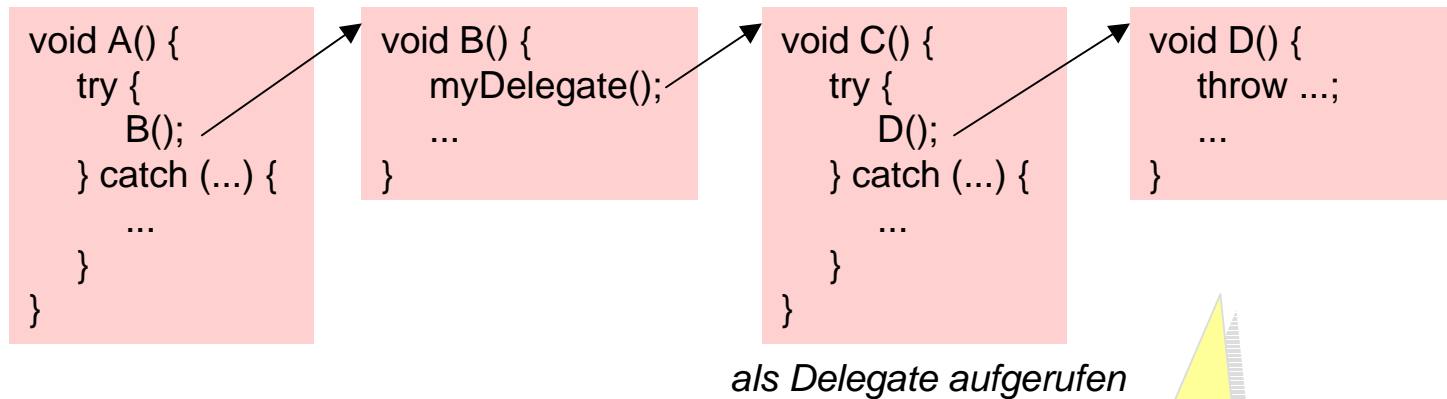 void A() {
try {
B();
} catch (...) {
...
}
}
void B() {
myDelegate();
...
}
void C() {
try {
D();
} catch (...) {
...
}
}
void D() {
throw ...;
...
}
als Delegate aufgerufen